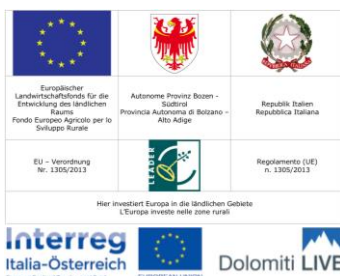 Europäischer
Landwirtschaftsfonds für die
Entwicklung des ländlichen
Raums
Fondo Europeo Agricolo per lo
Sviluppo Rurale
Autonome Provinz Bozen -
Südtirol
Provincia Autonoma di Bolzano –
Alto Adige
Republik Italien
Repubblica Italiana
EU – Verordnung
Nr. 1305/2013
LEADER
Regolamento (UE)
n. 1305/2013
Hier investiert Europa in die ländlichen Gebiete
L'Europa investe nelle zone rurali
Interreg
Italia-Österreich
Dolomiti LIVE